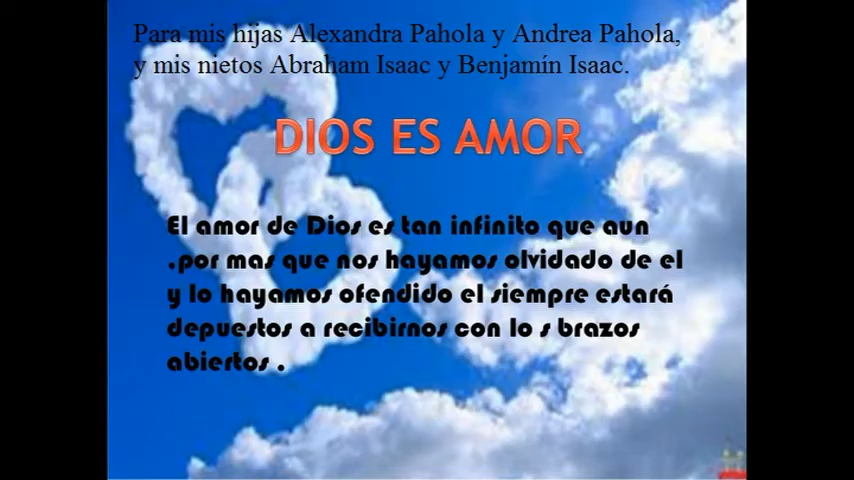 Para mis hijas Alexandra Pahola y Andrea Pahola,
y mis nietos Abraham Isaac y Benjamín Isaac.
DIOS ES AMOR
El amor de Dios es tan infinito que aun
,por mas que nos hayamos olvidado de el
y lo hayamos ofendido el siempre estará
depuestos a recibirnos con lo s brazos
abiertos .